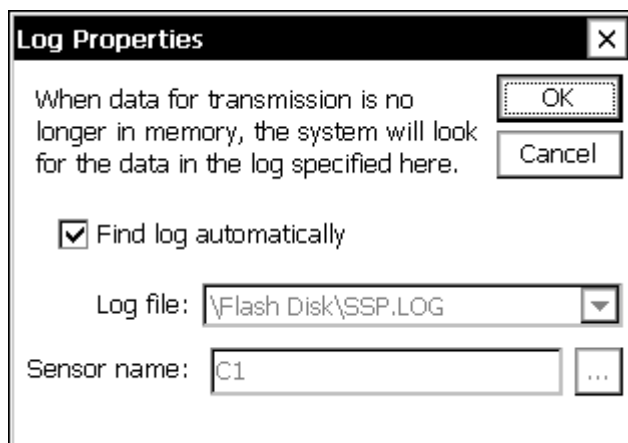 Log Properties
When data for transmission is no
longer in memory, the system will look
for the data in the log specified here.
OK
Cancel
Find log automatically
Log file: \Flash Disk\SSP.LOG
Sensor name: C1 ...